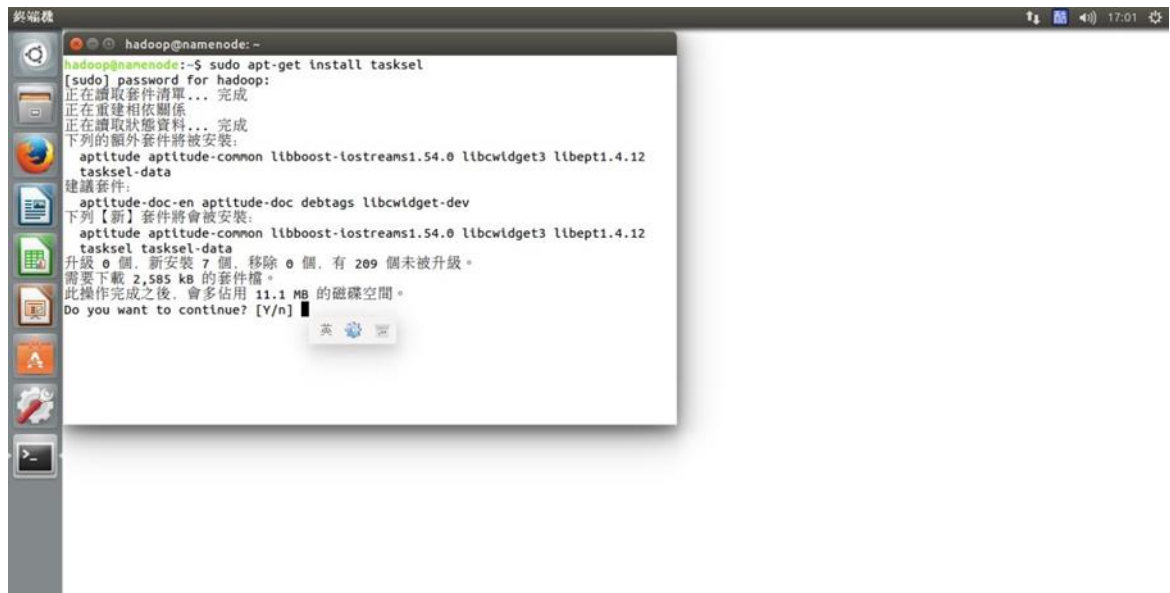 終端機
酷
17:01
hadoop@namenode: ~
hadoop@namenode:~$ sudo apt-get install tasksel
[sudo] password for hadoop:
正在讀取套件清單... 完成
正在重建相依關係
正在讀取狀態資料... 完成
下列的額外套件將被安裝:
aptitude aptitude-common libboost-iostreams1.54.0 libcwidget3 libept1.4.12
tasksel-data
建議套件:
aptitude-doc-en aptitude-doc debtags libcwidget-dev
下列【新】套件將會被安裝:
aptitude aptitude-common libboost-iostreams1.54.0 libcwidget3 libept1.4.12
tasksel tasksel-data
升級 0 個, 新安裝 7 個, 移除 0 個, 有 209 個未被升級。
需要下載 2,585 kB 的套件檔。
此操作完成之後, 會多佔用 11.1 MB 的磁碟空間。
Do you want to continue? [Y/n]
英